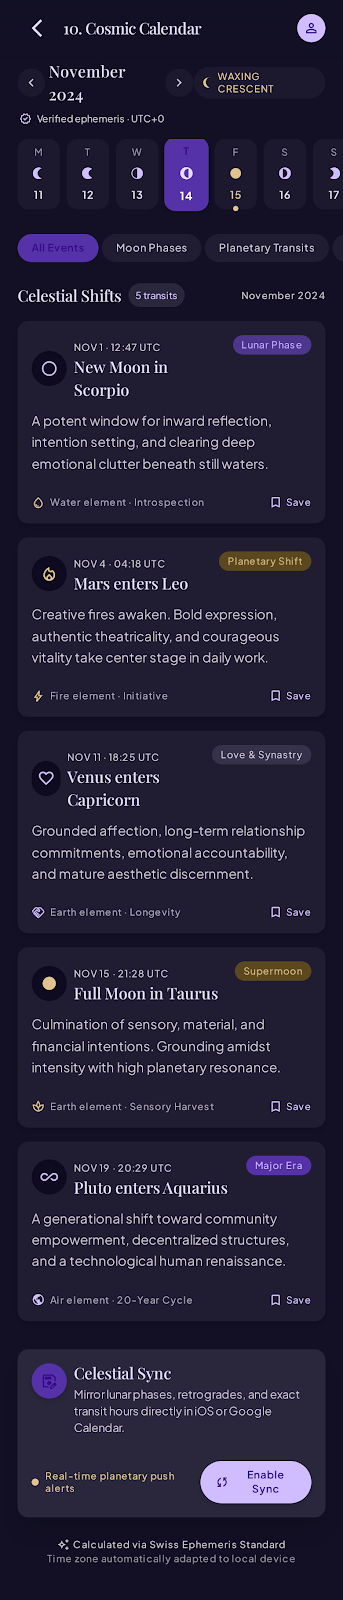 10. Cosmic Calendar
November
2024
WAXING
CRESCENT
Verified ephemeris · UTC+0
M T W T F S S
11 12 13 14 15 16 17
All Events Moon Phases Planetary Transits
Celestial Shifts 5 transits November 2024
NOV 1 · 12:47 UTC Lunar Phase
New Moon in
Scorpio
A potent window for inward reflection,
intention setting, and clearing deep
emotional clutter beneath still waters.
Water element · Introspection Save
NOV 4 · 04:18 UTC Planetary Shift
Mars enters Leo
Creative fires awaken. Bold expression,
authentic theatricality, and courageous
vitality take center stage in daily work.
Fire element · Initiative Save
NOV 11 · 18:25 UTC Love & Synastry
Venus enters
Capricorn
Grounded affection, long-term relationship
commitments, emotional accountability,
and mature aesthetic discernment.
Earth element · Longevity Save
NOV 15 · 21:28 UTC Supermoon
Full Moon in Taurus
Culmination of sensory, material, and
financial intentions. Grounding amidst
intensity with high planetary resonance.
Earth element · Sensory Harvest Save
NOV 19 · 20:29 UTC Major Era
Pluto enters Aquarius
A generational shift toward community
empowerment, decentralized structures,
and a technological human renaissance.
Air element · 20-Year Cycle Save
Celestial Sync
Mirror lunar phases, retrogrades, and exact
transit hours directly in iOS or Google
Calendar.
Real-time planetary push
alerts
Enable
Sync
Calculated via Swiss Ephemeris Standard
Time zone automatically adapted to local device